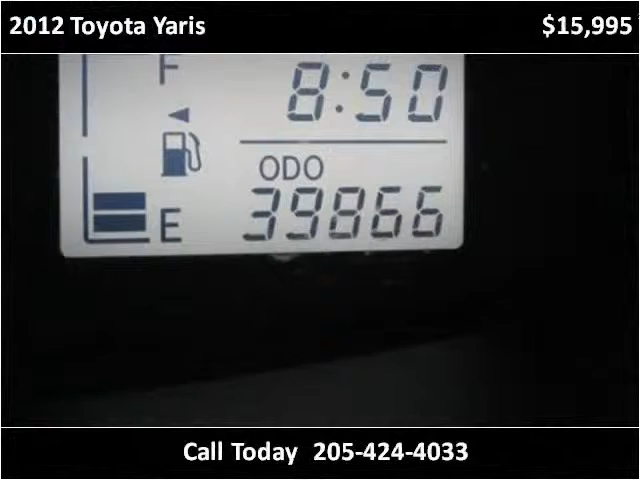 2012 Toyota Yaris $15,995
F 8:50
ODO
E 39866
Call Today 205-424-4033